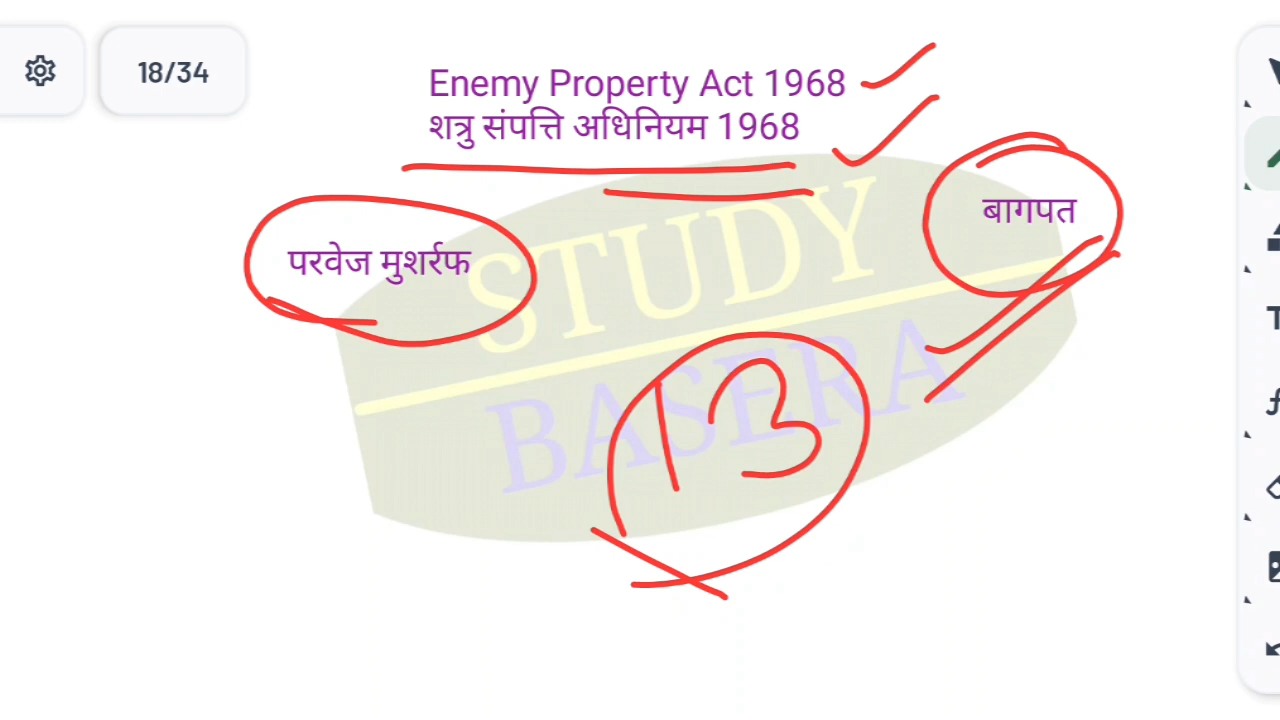 18/34
Enemy Property Act 1968
शत्रु संपत्ति अधिनियम 1968
बागपत
परवेज मुशर्रफ
STUDY
BASERA
13